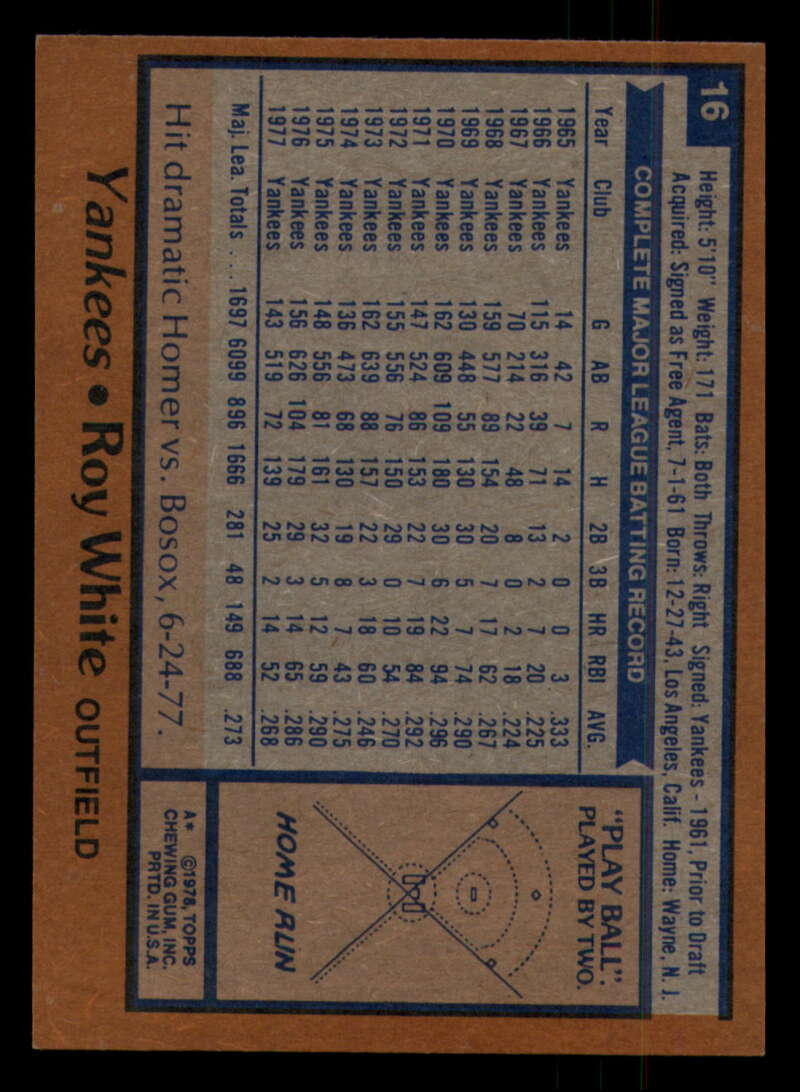 16
Height: 5'10" Weight: 171 Bats: Both Throws: Right Signed: Yankees - 1961, Prior to Draft
Acquired: Signed as Free Agent, 7-1-61 Born: 12-27-43, Los Angeles, Calif. Home: Wayne, N. J.
COMPLETE MAJOR LEAGUE BATTING RECORD
Year Club G AB R H 2B 3B HR RBI AVG.
1965 Yankees 14 42 7 14 2 0 0 3 .333
1966 Yankees 115 316 39 71 13 2 7 20 .225
1967 Yankees 70 214 22 48 8 0 2 18 .224
1968 Yankees 159 577 89 154 20 7 17 62 .267
1969 Yankees 130 448 55 130 30 5 7 74 .290
1970 Yankees 162 609 109 180 30 6 22 94 .296
1971 Yankees 147 524 86 153 22 7 19 84 .292
1972 Yankees 155 556 76 150 29 0 10 54 .270
1973 Yankees 162 639 88 157 22 3 18 60 .246
1974 Yankees 136 473 68 130 19 8 7 43 .275
1975 Yankees 148 556 81 161 32 5 12 59 .290
1976 Yankees 156 626 104 179 29 3 14 65 .286
1977 Yankees 143 519 72 139 25 2 14 52 .268
Maj. Lea. Totals ... 1697 6099 896 1666 281 48 149 688 .273
Hit dramatic Homer vs. Bosox, 6-24-77.
"PLAY BALL".
PLAYED BY TWO.
HOME RUN
A* ©1978, TOPPS
CHEWING GUM, INC.
PRTD. IN U.S.A.
Yankees • Roy White OUTFIELD